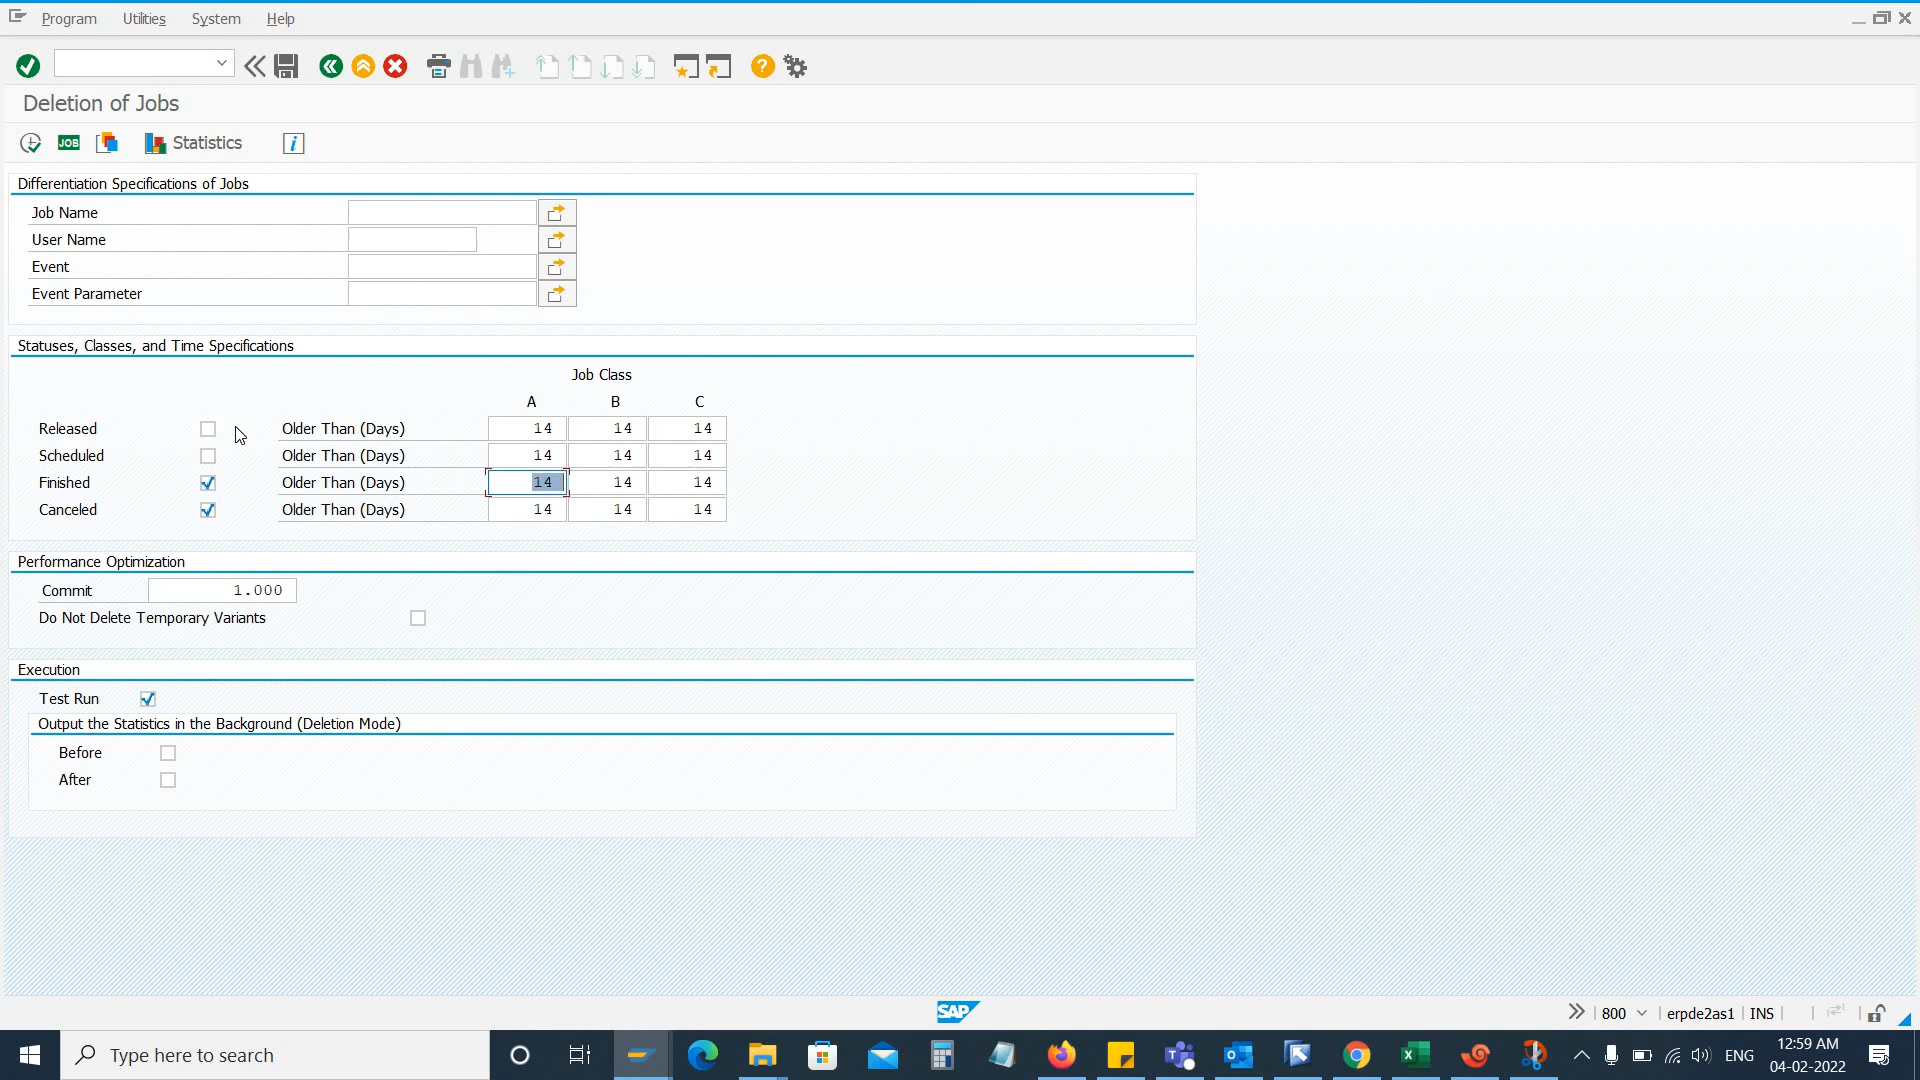 Program Utilities System Help
Deletion of Jobs
JOB Statistics i
Differentiation Specifications of Jobs
Job Name
User Name
Event
Event Parameter
Statuses, Classes, and Time Specifications
Job Class
A B C
Released Older Than (Days) 14 14 14
Scheduled Older Than (Days) 14 14 14
Finished Older Than (Days) 14 14 14
Canceled Older Than (Days) 14 14 14
Performance Optimization
Commit 1.000
Do Not Delete Temporary Variants
Execution
Test Run
Output the Statistics in the Background (Deletion Mode)
Before
After
SAP 800 erpde2as1 INS
Type here to search ENG 12:59 AM
04-02-2022